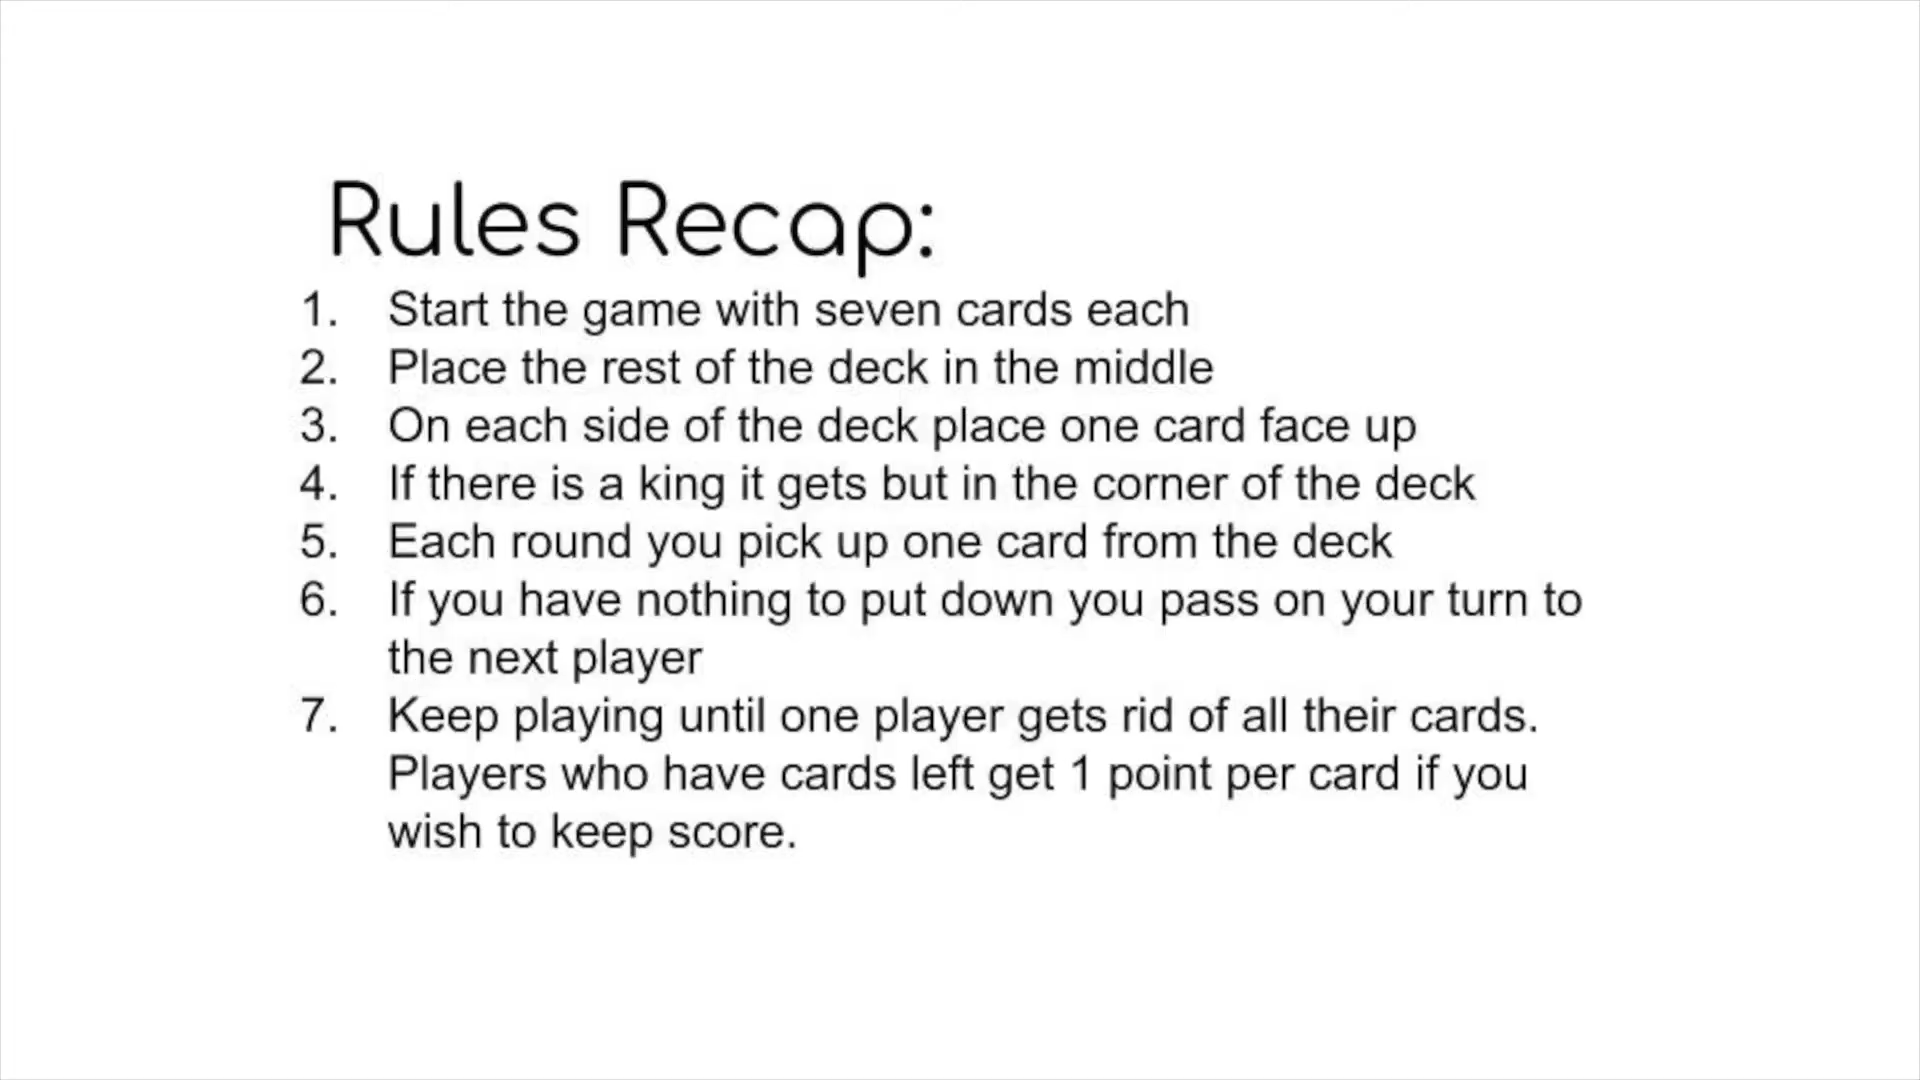 Rules Recap:
1. Start the game with seven cards each
2. Place the rest of the deck in the middle
3. On each side of the deck place one card face up
4. If there is a king it gets but in the corner of the deck
5. Each round you pick up one card from the deck
6. If you have nothing to put down you pass on your turn to
the next player
7. Keep playing until one player gets rid of all their cards.
Players who have cards left get 1 point per card if you
wish to keep score.